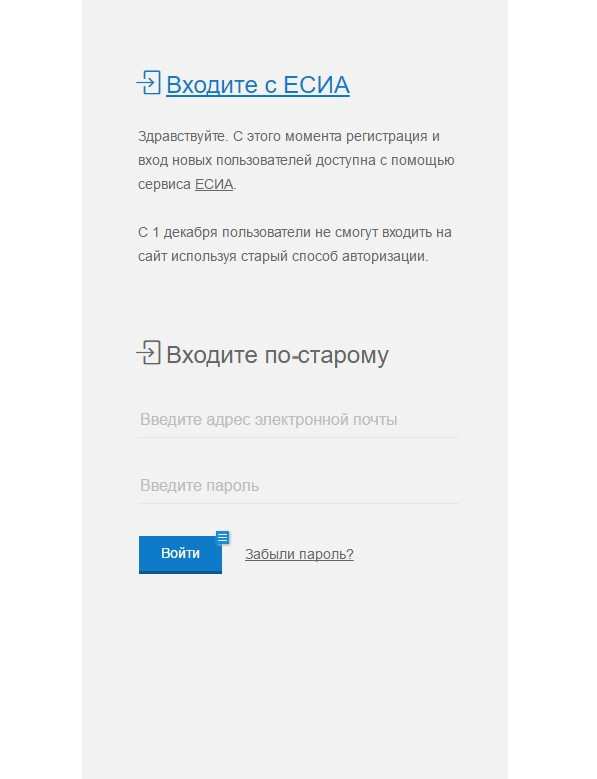 Входите с ЕСИА
Здравствуйте. С этого момента регистрация и
вход новых пользователей доступна с помощью
сервиса ЕСИА.
С 1 декабря пользователи не смогут входить на
сайт используя старый способ авторизации.
Входите по-старому
Введите адрес электронной почты
Введите пароль
Войти
Забыли пароль?